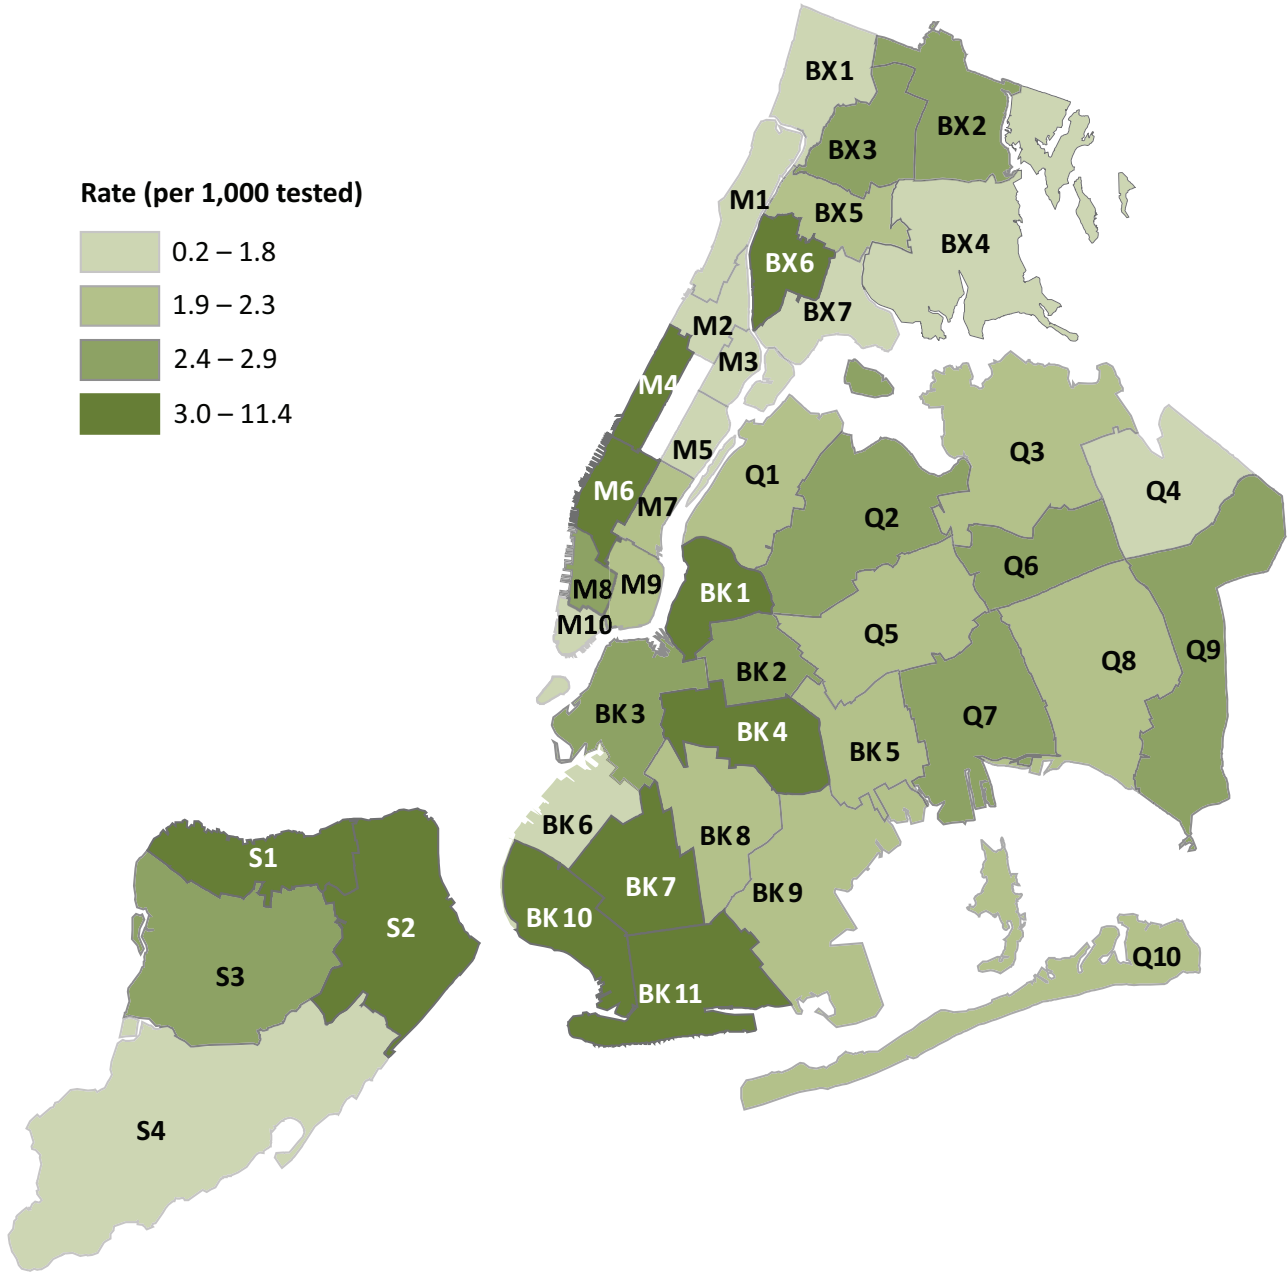 Rate (per 1,000 tested)
0.2 – 1.8
1.9 – 2.3
2.4 – 2.9
3.0 – 11.4
BX1
BX2
BX3
M1
BX5
BX4
BX6
BX7
M2
M3
M4
M5
Q3
Q1
Q4
M6
M7
Q2
Q6
M8
M9
BK1
M10
Q5
Q9
Q8
BK2
BK3
Q7
BK4
BK5
BK6
BK8
S1
BK7
BK9
BK10
S2
Q10
S3
BK11
S4